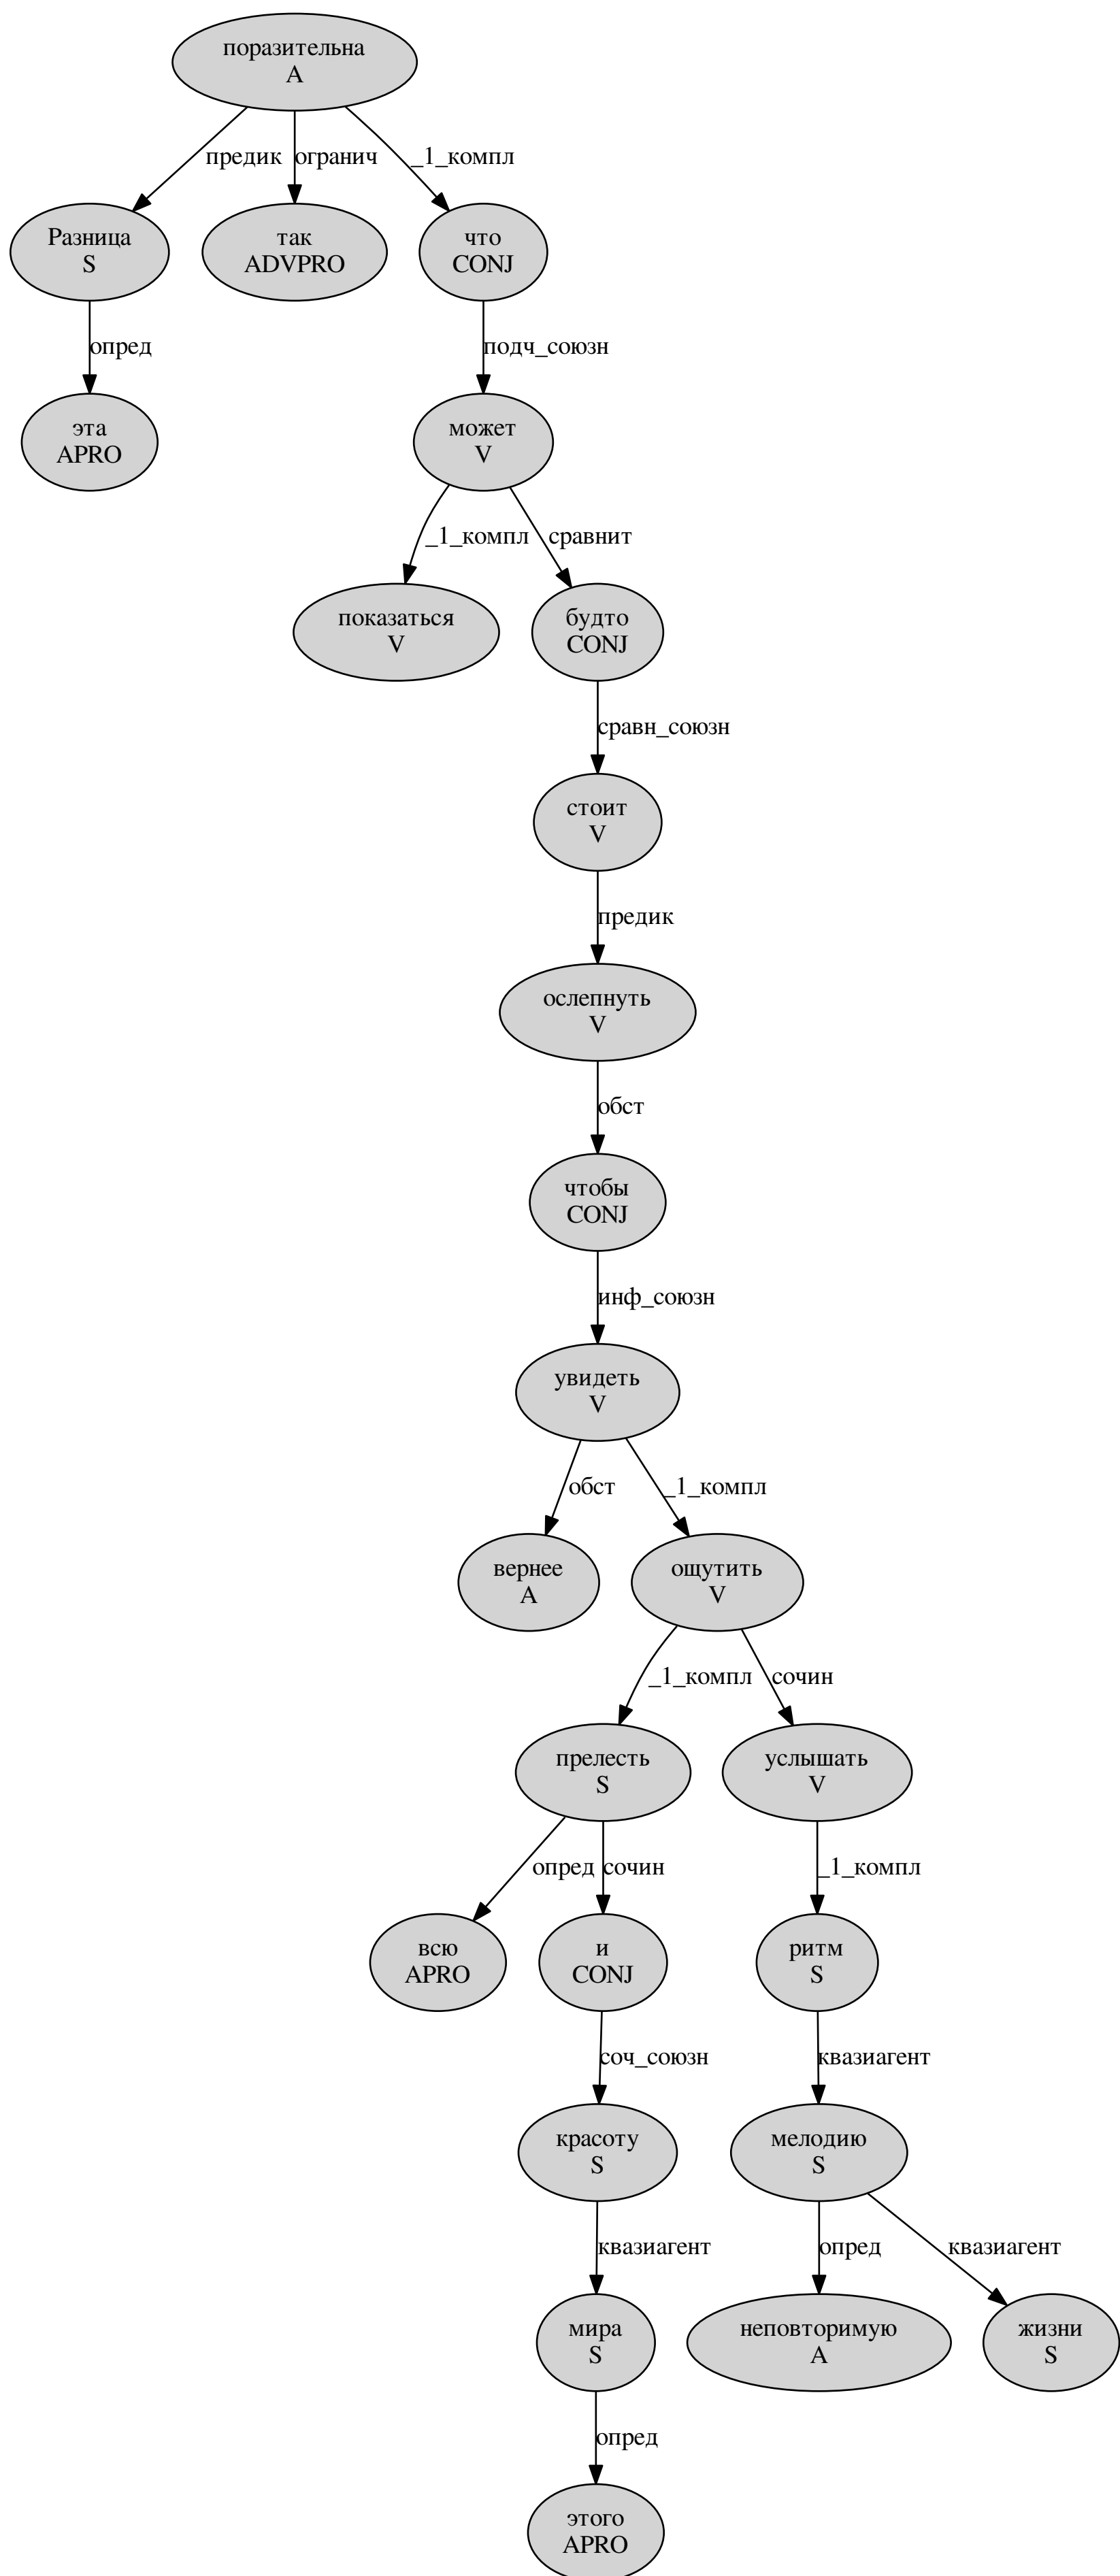 поразительна
A
предик
огранич
_1_компл
Разница
S
так
ADVPRO
что
CONJ
опред
подч_союзн
эта
APRO
может
V
_1_компл
сравнит
показаться
V
будто
CONJ
сравн_союзн
стоит
V
предик
ослепнуть
V
обст
чтобы
CONJ
инф_союзн
увидеть
V
обст
_1_компл
вернее
A
ощутить
V
_1_компл
сочин
прелесть
S
услышать
V
опред
сочин
_1_компл
всю
APRO
и
CONJ
ритм
S
соч_союзн
квазиагент
красоту
S
мелодию
S
квазиагент
опред
квазиагент
мира
S
неповторимую
A
жизни
S
опред
этого
APRO